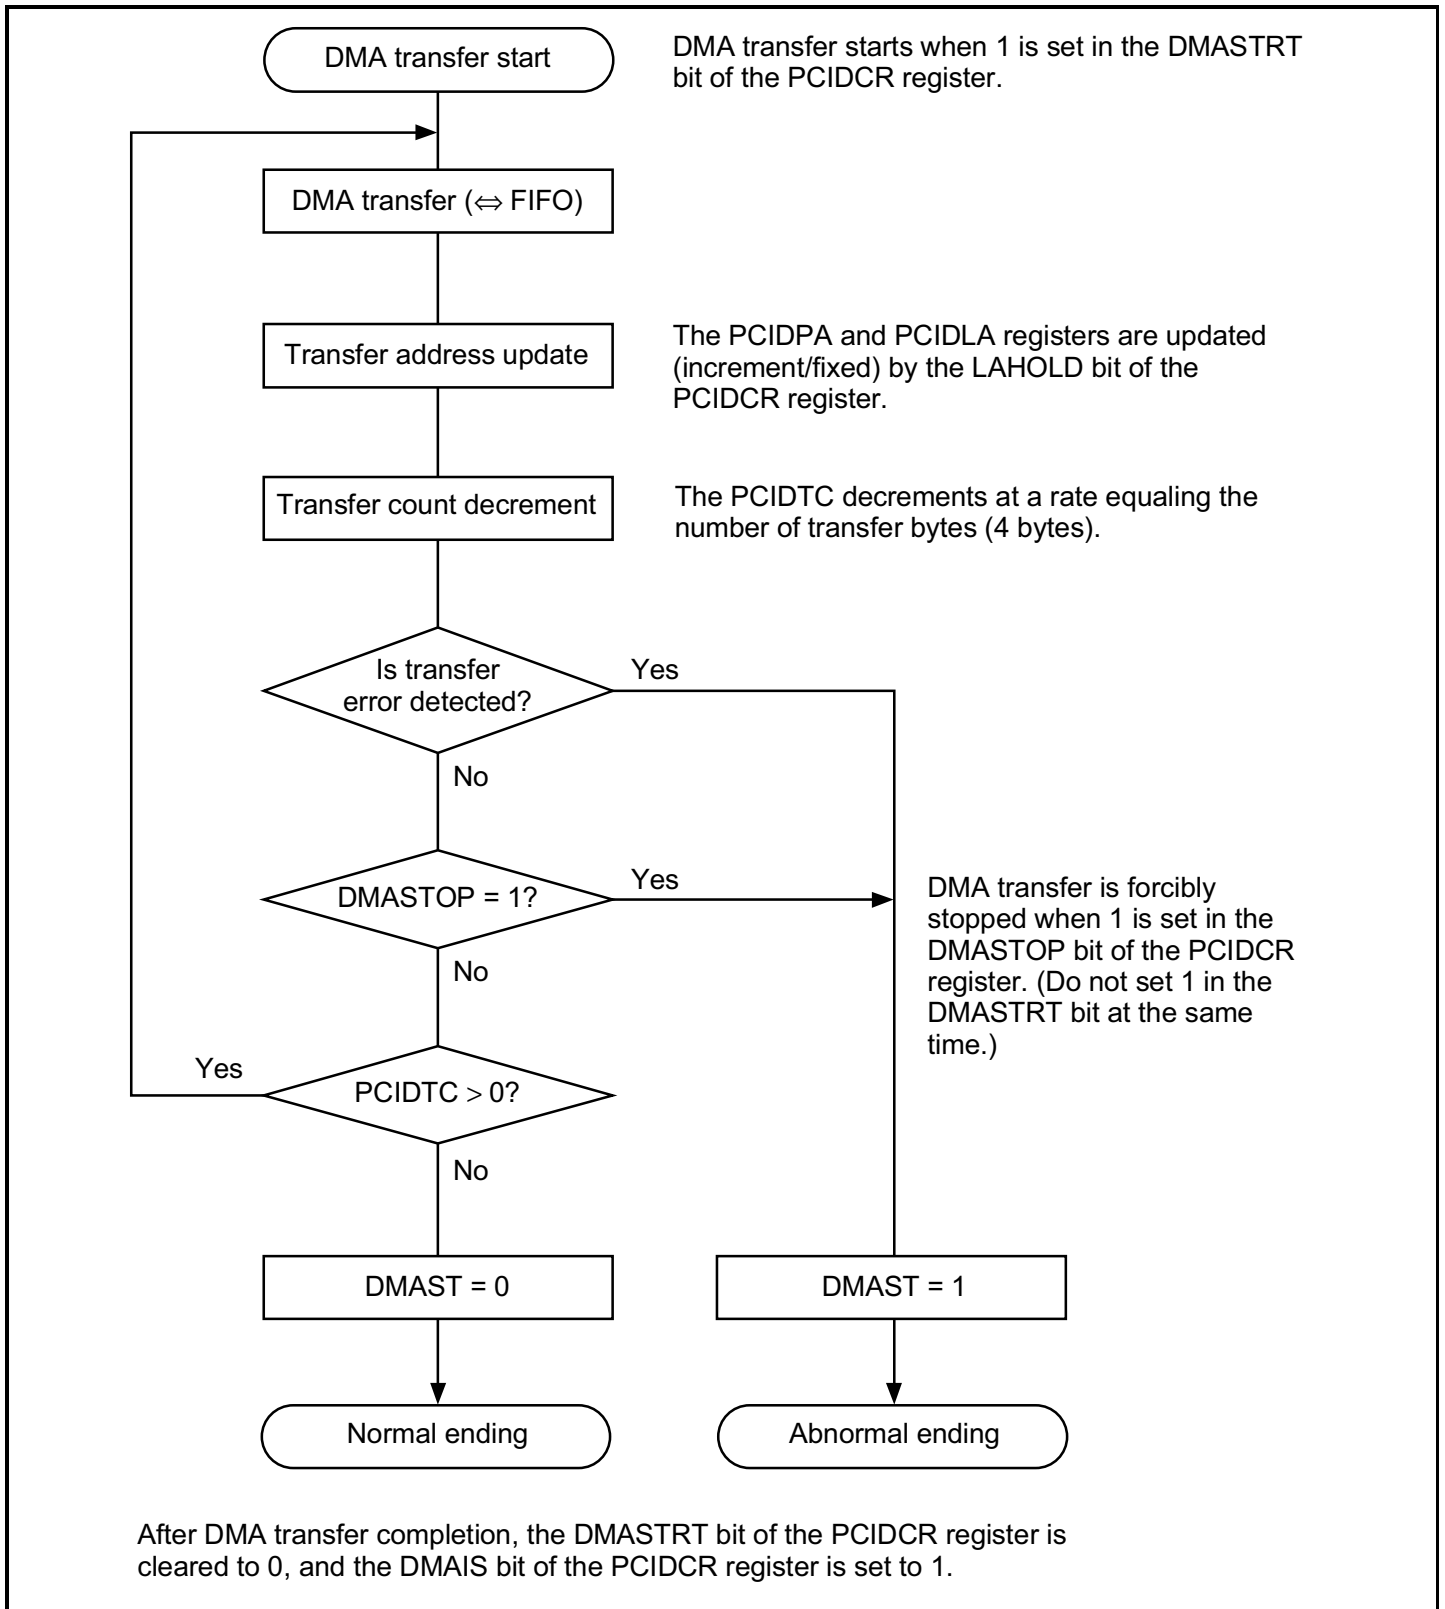 DMA transfer start
DMA transfer starts when 1 is set in the DMASTRT
bit of the PCIDCR register.
DMA transfer (⇔ FIFO)
Transfer address update
The PCIDPA and PCIDLA registers are updated
(increment/fixed) by the LAHOLD bit of the
PCIDCR register.
Transfer count decrement
The PCIDTC decrements at a rate equaling the
number of transfer bytes (4 bytes).
Is transfer
error detected?
Yes
No
DMASTOP = 1?
Yes
No
DMA transfer is forcibly
stopped when 1 is set in the
DMASTOP bit of the PCIDCR
register. (Do not set 1 in the
DMASTRT bit at the same
time.)
Yes
PCIDTC > 0?
No
DMAST = 0
DMAST = 1
Normal ending
Abnormal ending
After DMA transfer completion, the DMASTRT bit of the PCIDCR register is
cleared to 0, and the DMAIS bit of the PCIDCR register is set to 1.